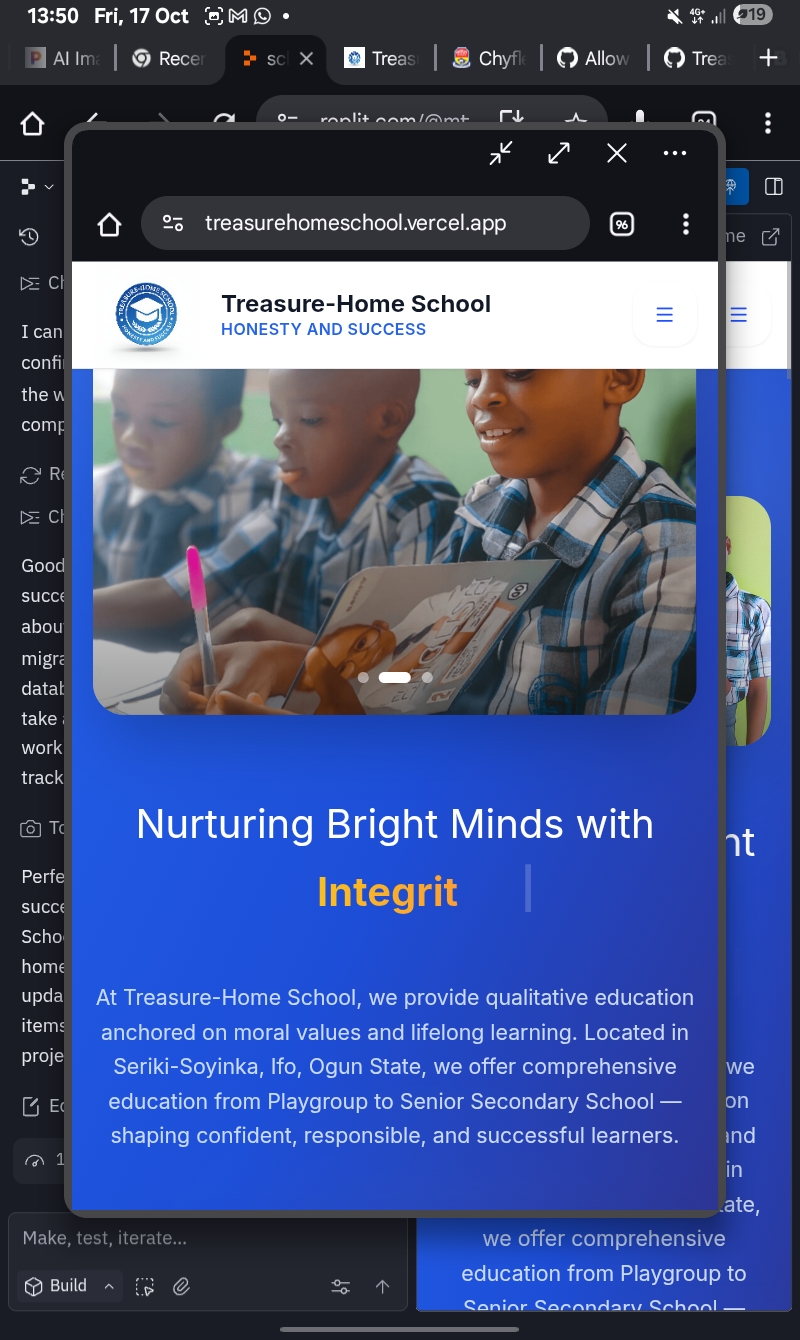 13:50 Fri, 17 Oct
4G+
19
AI Ima
Recer
scl
Treas
Chyfle
Allow
Trea
replit.com/@mt
treasurehomeschool.vercel.app
96
me
Ch
I can
confi
the w
comp
Re
Ch
Good
succe
about
migra
datab
take a
work
track
To
Perfe
succe
Scho
home
upda
items
proje
Ed
1
Treasure-Home School
HONESTY AND SUCCESS
TREASURE-HOME SCHOOL
HONESTY AND SUCCESS
Nurturing Bright Minds with
Integrit
At Treasure-Home School, we provide qualitative education
anchored on moral values and lifelong learning. Located in
Seriki-Soyinka, Ifo, Ogun State, we offer comprehensive
education from Playgroup to Senior Secondary School —
shaping confident, responsible, and successful learners.
nt
we
on
and
in
tate,
we offer comprehensive
education from Playgroup to
Senior Secondary School —
Make, test, iterate...
Build